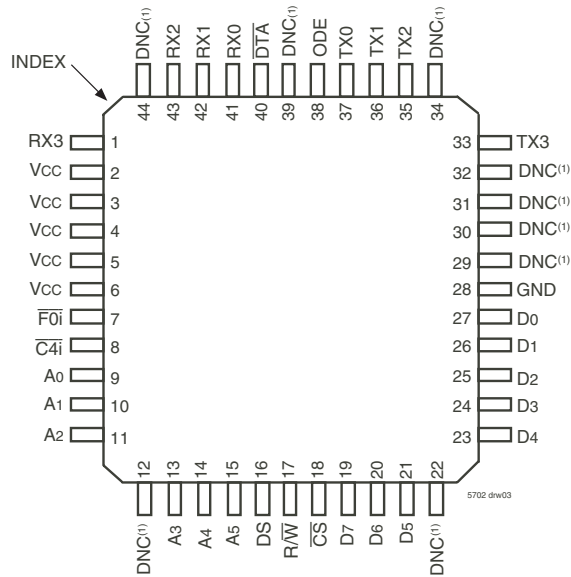 DNC(1)
RX2
RX1
RX0
DTA
DNC(1)
ODE
TX0
TX1
TX2
DNC(1)
INDEX
44
43
42
41
40
39
38
37
36
35
34
RX3 1
VCC 2
VCC 3
VCC 4
VCC 5
VCC 6
F0i 7
C4i 8
A0 9
A1 10
A2 11
33 TX3
32 DNC(1)
31 DNC(1)
30 DNC(1)
29 DNC(1)
28 GND
27 D0
26 D1
25 D2
24 D3
23 D4
12
13
14
15
16
17
18
19
20
21
22
DNC(1)
A3
A4
A5
DS
R/W
CS
D7
D6
D5
DNC(1)
5702 drw03